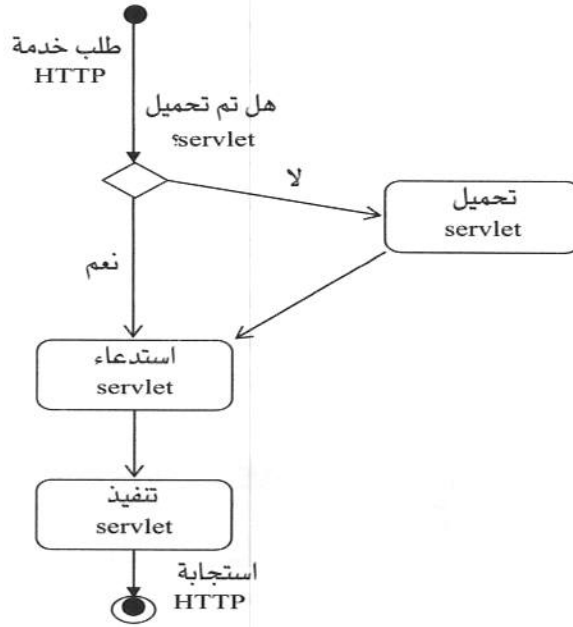 طلب خدمة
HTTP
هل تم تحميل
servlet؟
لا
تحميل
servlet
نعم
استدعاء
servlet
تنفيذ
servlet
استجابة
HTTP